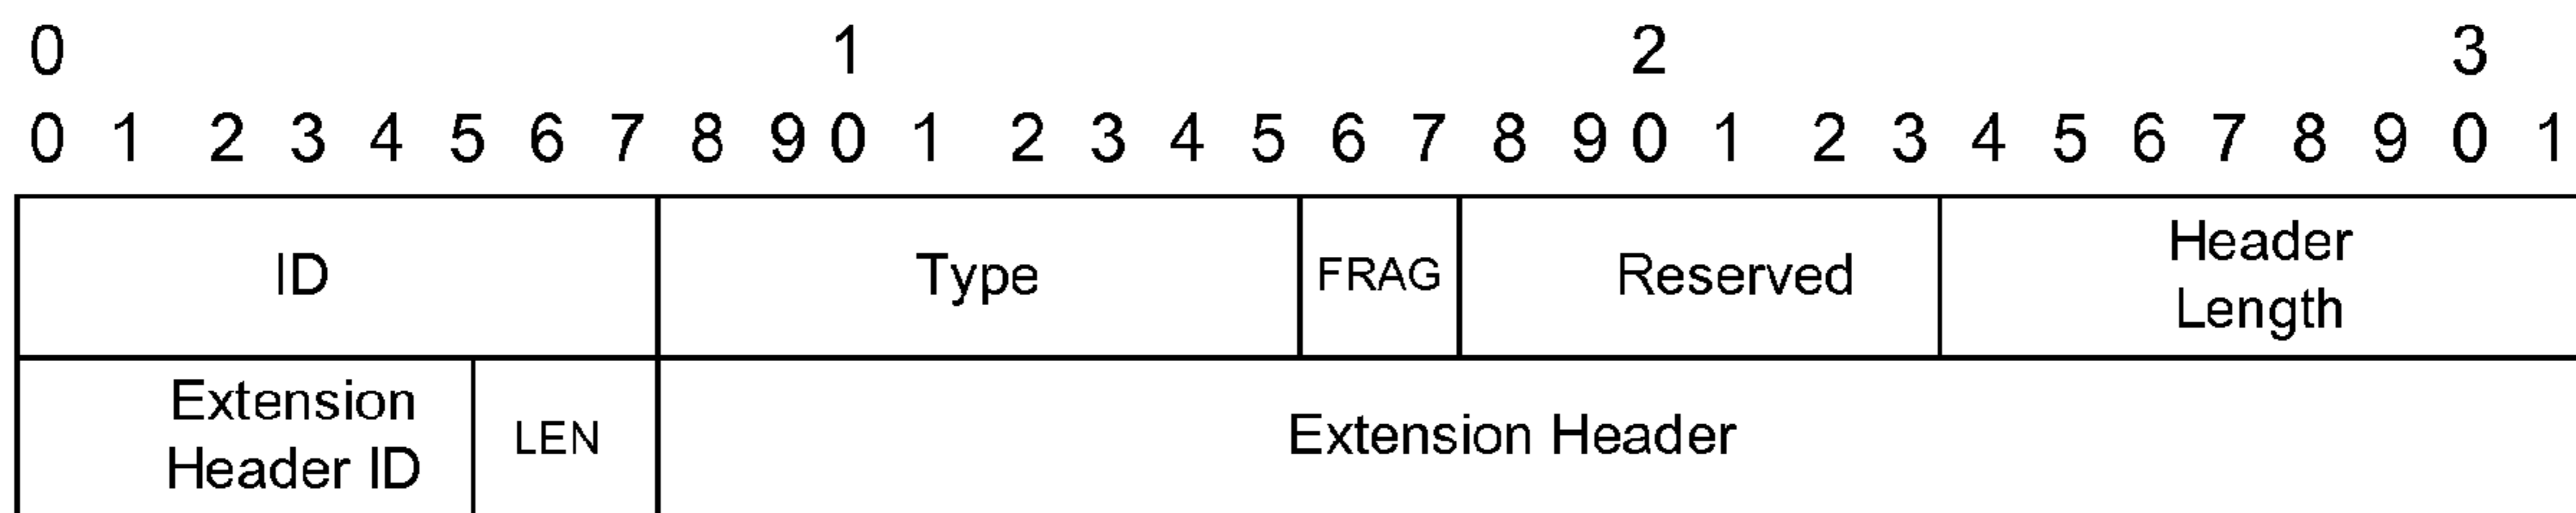 0 1 2 3
0 1 2 3 4 5 6 7 8 9 0 1 2 3 4 5 6 7 8 9 0 1 2 3 4 5 6 7 8 9 0 1
ID Type FRAG Reserved Header
Length
Extension
Header ID LEN Extension Header